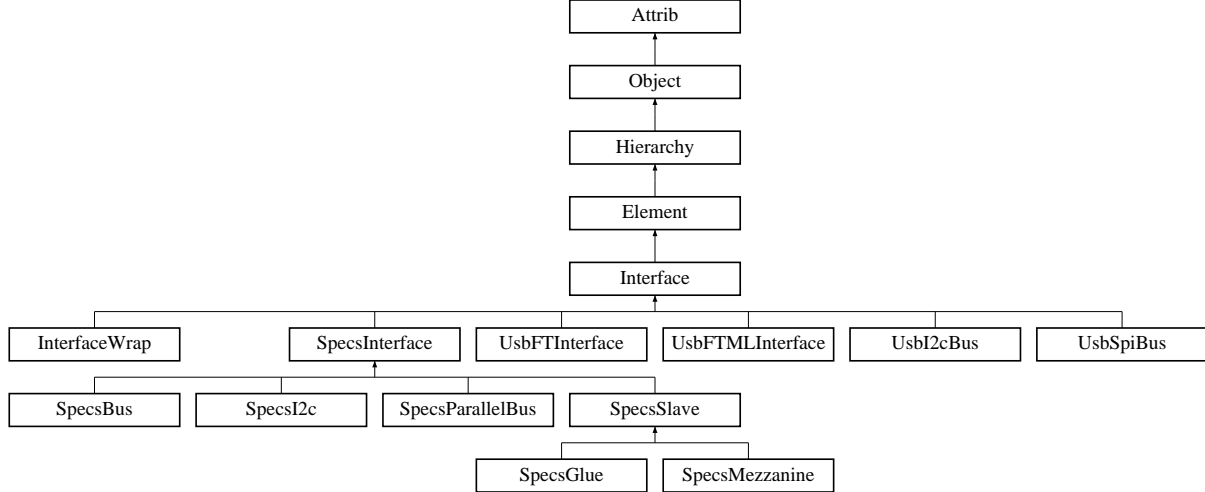 Attrib
Object
Hierarchy
Element
Interface
InterfaceWrap SpecsInterface UsbFTInterface UsbFTMLInterface UsbI2cBus UsbSpiBus
SpecsBus SpecsI2c SpecsParallelBus SpecsSlave
SpecsGlue SpecsMezzanine